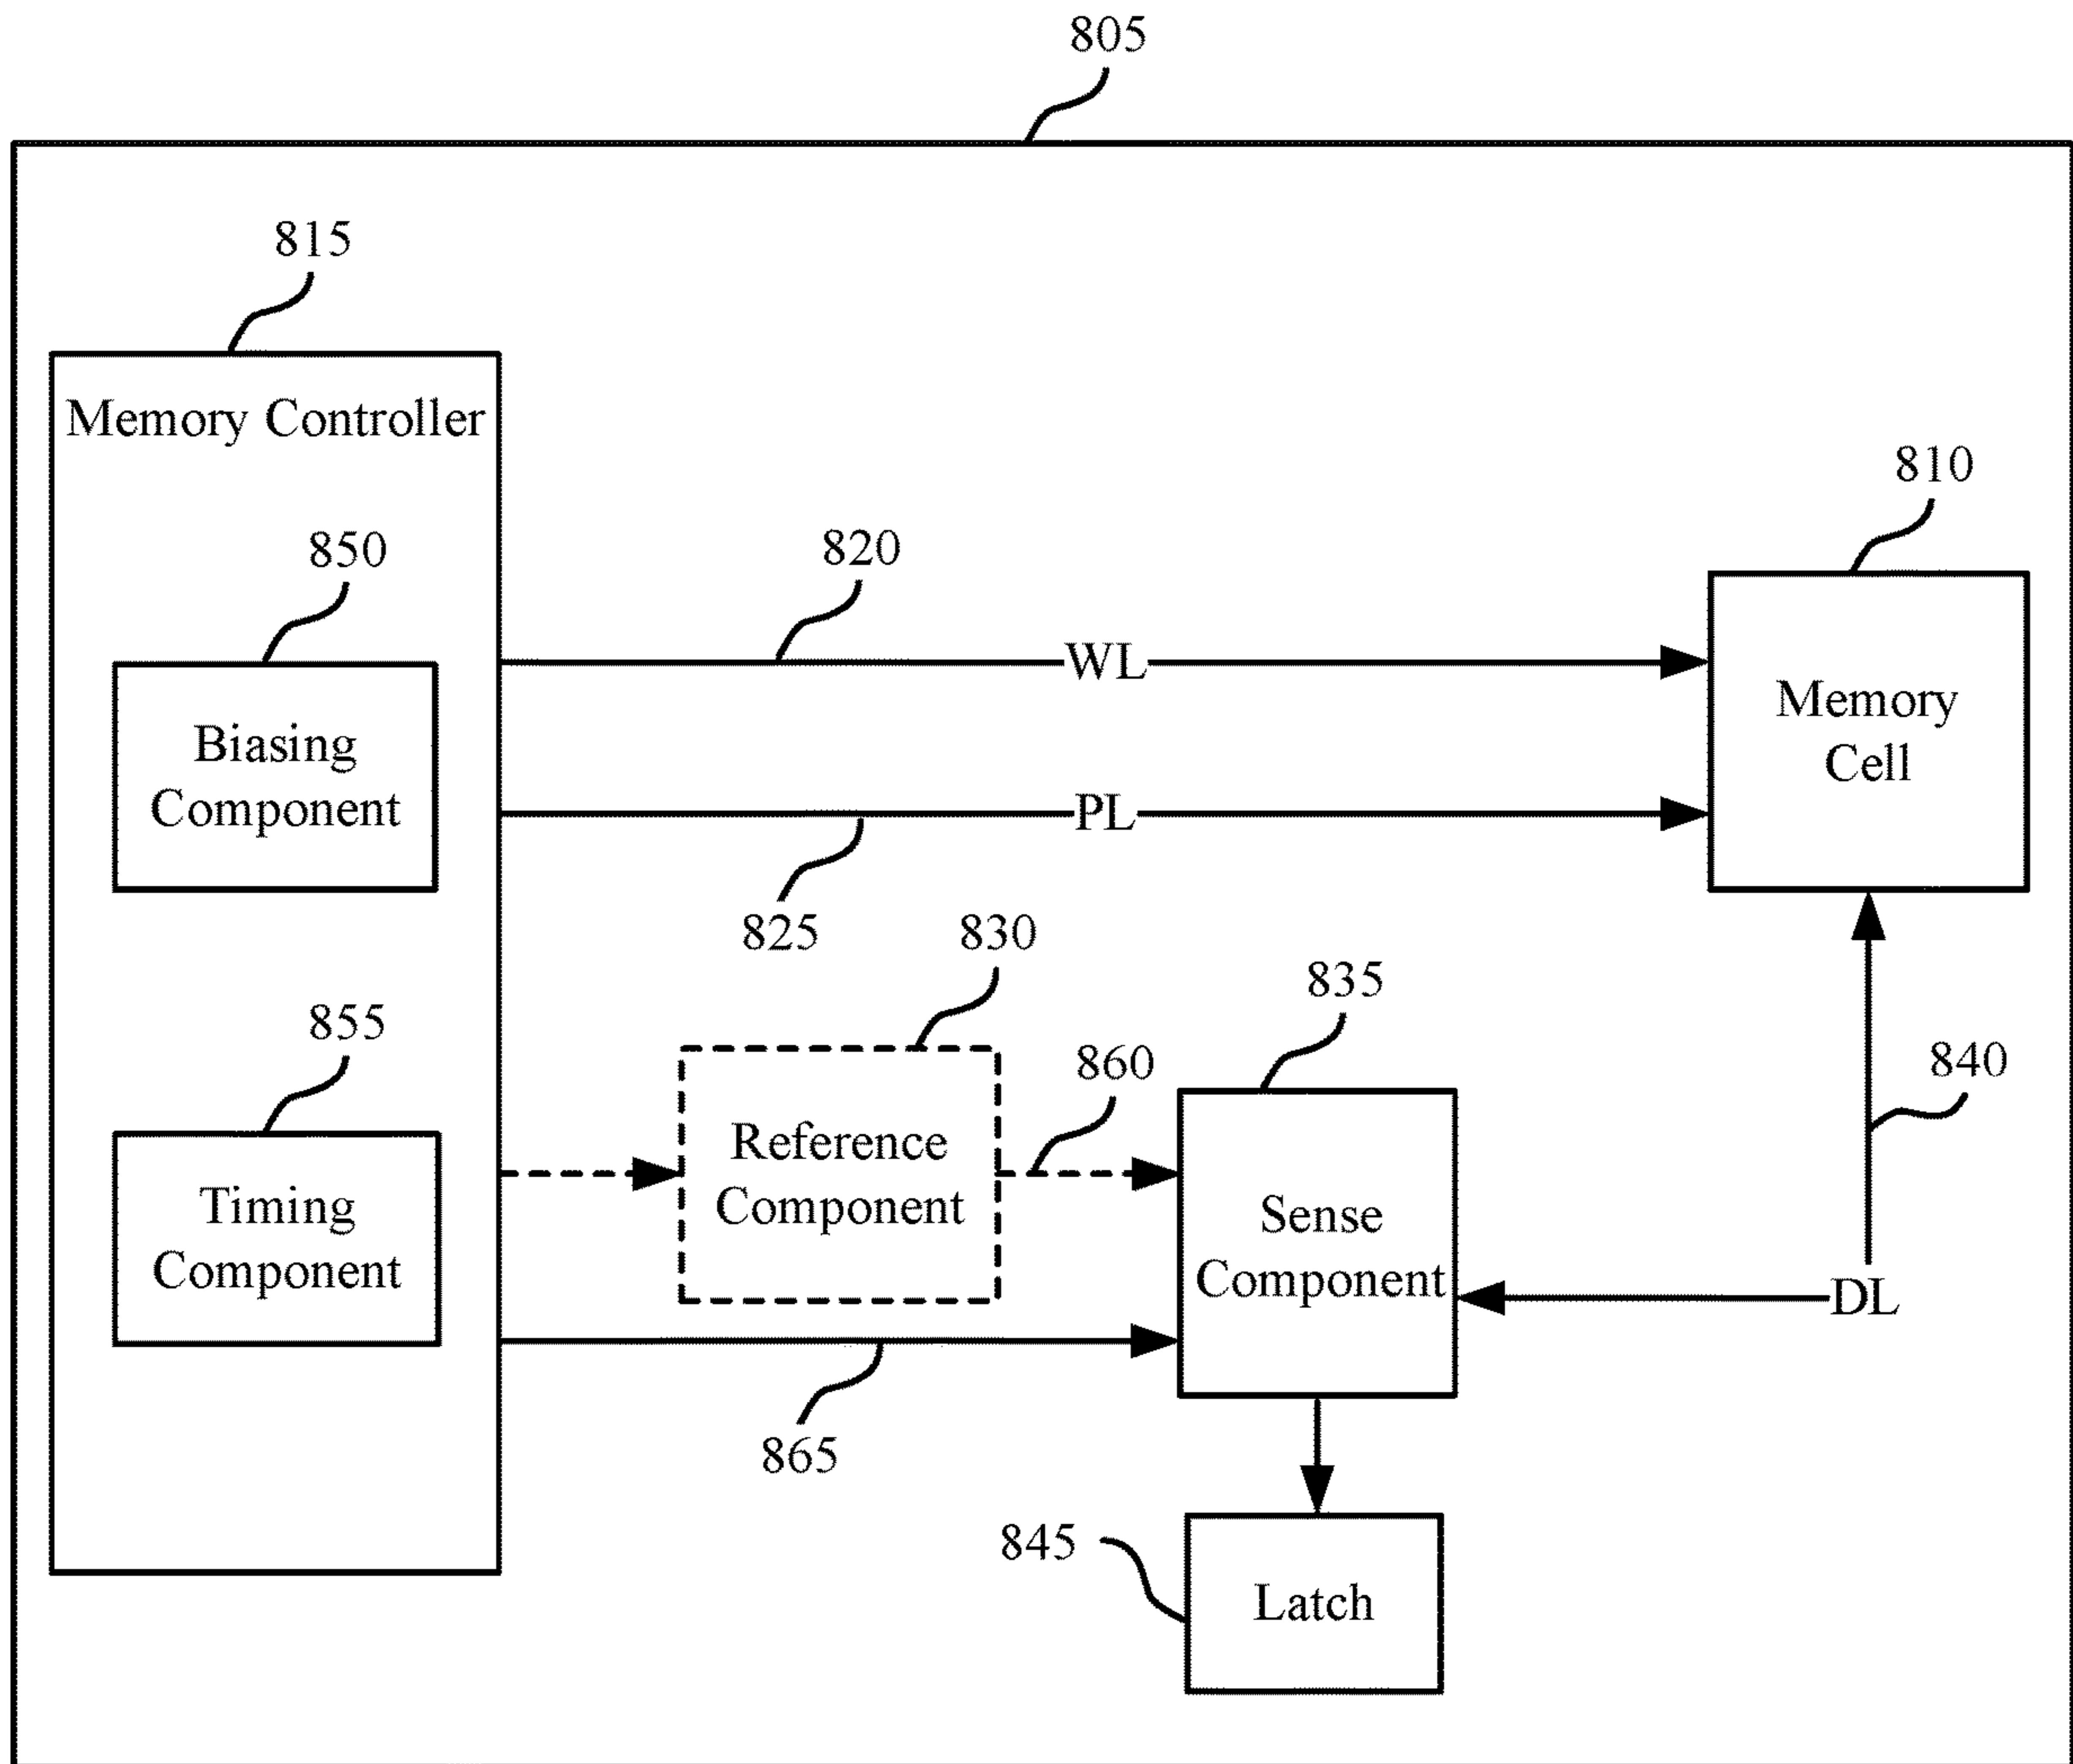 805
815
Memory Controller
810
850
820
WL
Memory
Cell
Biasing
Component
PL
825
830
835
855
860
840
Reference
Component
Timing
Component
Sense
Component
DL
865
845
Latch